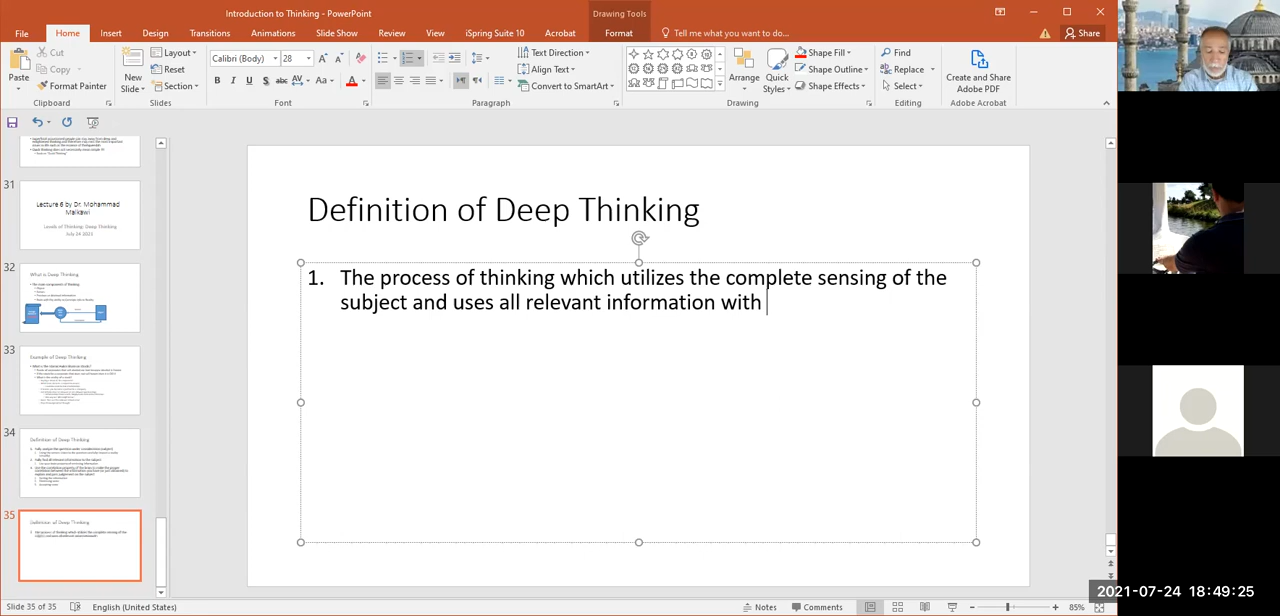 Introduction to Thinking - PowerPoint
Drawing Tools
File
Home
Insert
Design
Transitions
Animations
Slide Show
Review
View
iSpring Suite 10
Acrobat
Format
Tell me what you want to do...
Share
Paste
Cut
Copy
Format Painter
Clipboard
New Slide
Layout
Reset
Section
Slides
Calibri (Body)
28
B I U S abc AV Aa A
Font
Text Direction
Align Text
Convert to SmartArt
Paragraph
Arrange
Quick Styles
Shape Fill
Shape Outline
Shape Effects
Drawing
Find
Replace
Select
Editing
Create and Share Adobe PDF
Adobe Acrobat
31
Lecture 6 by Dr. Mohammad
Malkawi
Levels of Thinking: Deep Thinking
July 24 2021
32
What is Deep Thinking
33
Example of Deep Thinking
34
Definition of Deep Thinking
35
Definition of Deep Thinking
Definition of Deep Thinking
1. The process of thinking which utilizes the complete sensing of the
subject and uses all relevant information with
Slide 35 of 35
English (United States)
Notes
Comments
85%
2021-07-24 18:49:25